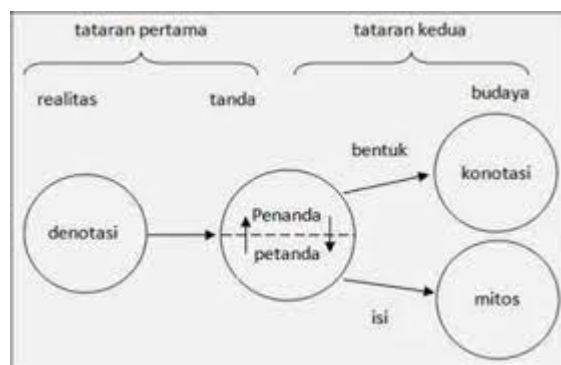 tataran pertama
tataran kedua
realitas
tanda
budaya
bentuk
konotasi
denotasi
Penanda
petanda
isi
mitos